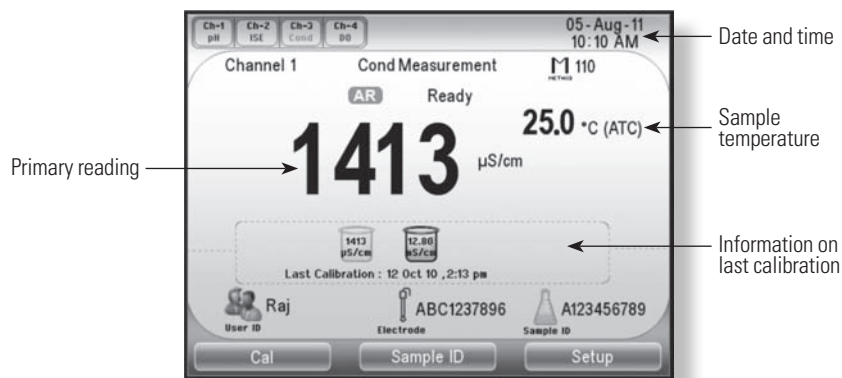 Ch-1 Ch-2 Ch-3 Ch-4
pH ISE Cond DO
05-Aug-11
10:10 AM
Date and time
Channel 1 Cond Measurement M 110
METHOD
AR Ready
25.0 °C (ATC)
Sample
temperature
Primary reading
1413 µS/cm
1413
µS/cm
12.80
mS/cm
Last Calibration : 12 Oct 10 ,2:13 pm
Information on
last calibration
Raj
User ID
ABC1237896
Electrode
A123456789
Sample ID
Cal Sample ID Setup